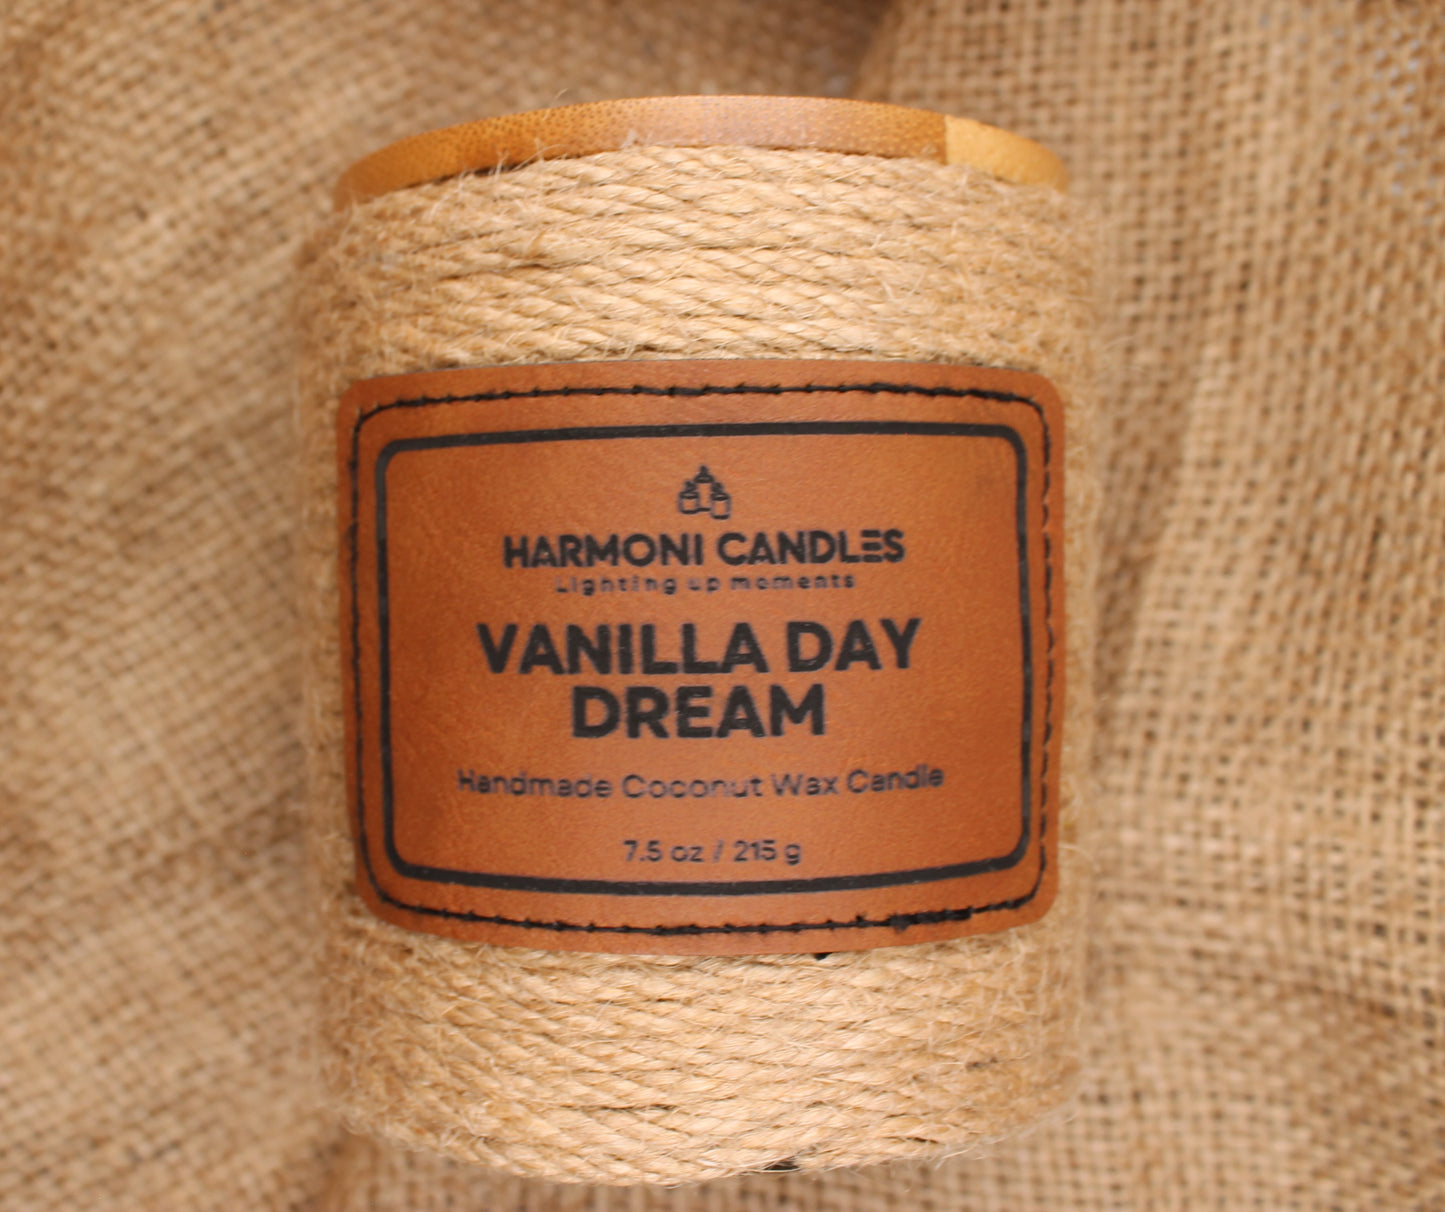 HARMONI CANDLES
Lighting up moments
VANILLA DAY
DREAM
Handmade Coconut Wax Candle
7.5 oz / 215 g